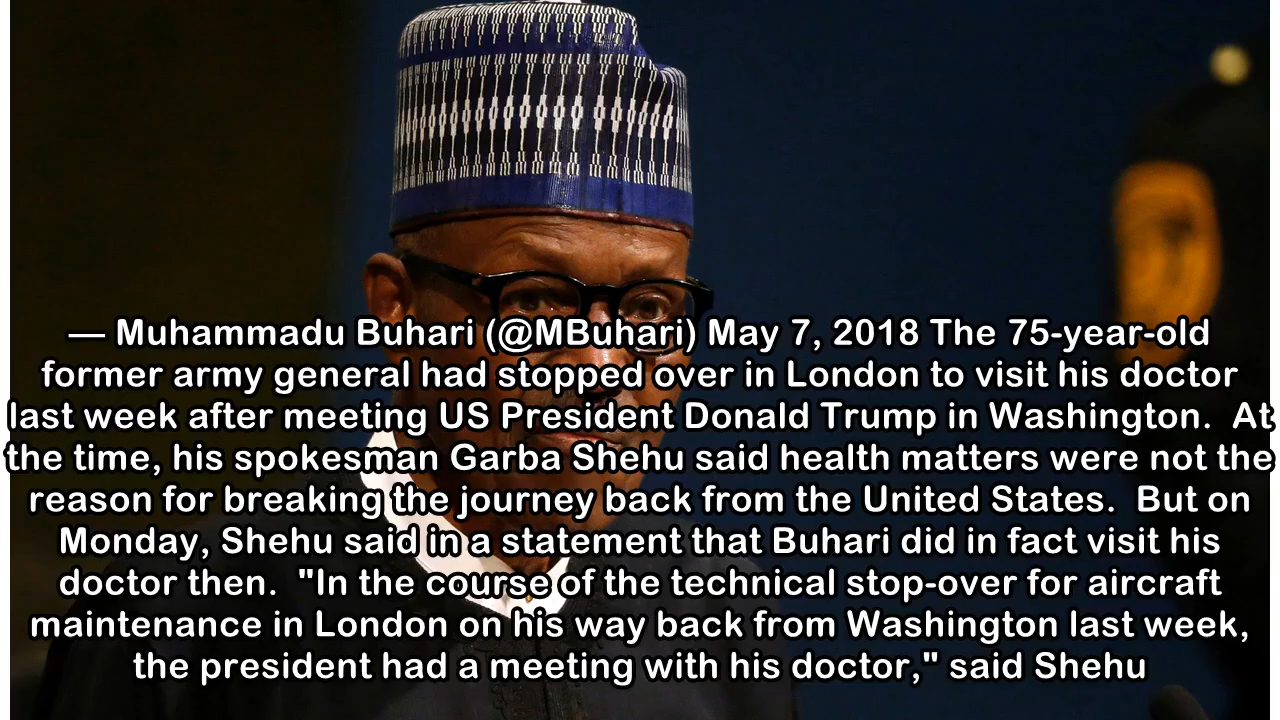 — Muhammadu Buhari (@MBuhari) May 7, 2018 The 75-year-old
former army general had stopped over in London to visit his doctor
last week after meeting US President Donald Trump in Washington.  At
the time, his spokesman Garba Shehu said health matters were not the
reason for breaking the journey back from the United States.  But on
Monday, Shehu said in a statement that Buhari did in fact visit his
doctor then.  "In the course of the technical stop-over for aircraft
maintenance in London on his way back from Washington last week,
the president had a meeting with his doctor," said Shehu